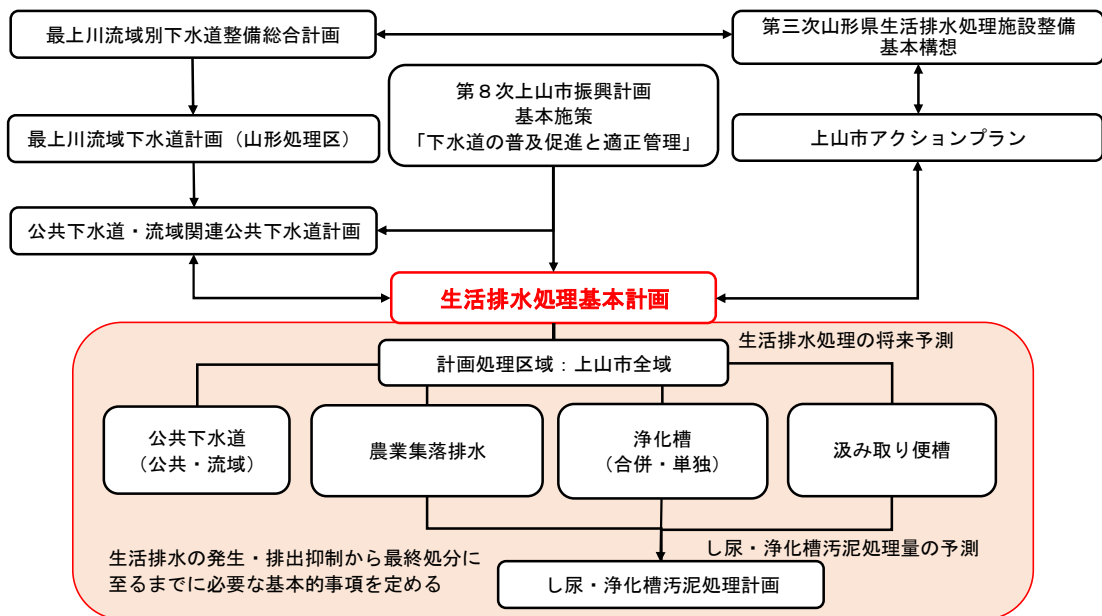 最上川流域別下水道整備総合計画
第三次山形県生活排水処理施設整備
基本構想
第８次上山市振興計画
基本施策
「下水道の普及促進と適正管理」
最上川流域下水道計画（山形処理区）
上山市アクションプラン
公共下水道・流域関連公共下水道計画
生活排水処理基本計画
生活排水処理の将来予測
計画処理区域：上山市全域
公共下水道
（公共・流域）
農業集落排水
浄化槽
（合併・単独）
汲み取り便槽
し尿・浄化槽汚泥処理量の予測
生活排水の発生・排出抑制から最終処分に
至るまでに必要な基本的事項を定める
し尿・浄化槽汚泥処理計画